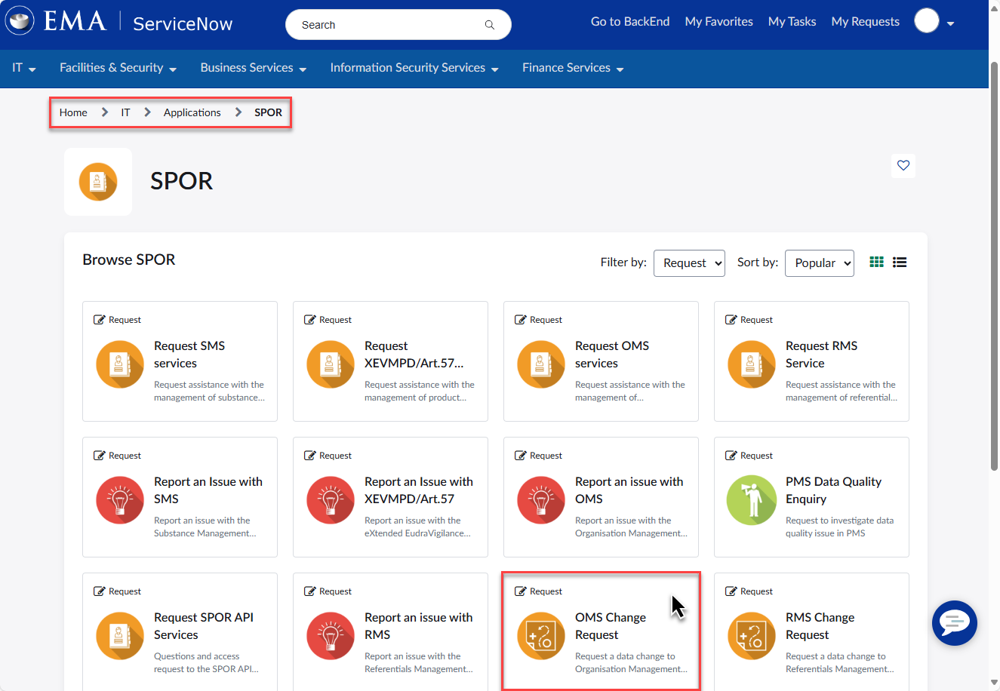 EMA ServiceNow
Search
Go to BackEnd My Favorites My Tasks My Requests
IT Facilities & Security Business Services Information Security Services Finance Services
Home IT Applications SPOR
SPOR
Browse SPOR
Filter by: Request Sort by: Popular
Request
Request SMS
services
Request assistance with the
management of substance...
Request
Request
XEVMPD/Art.57...
Request assistance with the
management of product...
Request
Request OMS
services
Request assistance with the
management of...
Request
Request RMS
Service
Request assistance with the
management of referential...
Request
Report an Issue with
SMS
Report an issue with the
Substance Management...
Request
Report an Issue with
XEVMPD/Art.57
Report an issue with the
eXtended EudraVigilance...
Request
Report an issue with
OMS
Report an issue with the
Organisation Management...
Request
PMS Data Quality
Enquiry
Request to investigate data
quality issue in PMS
Request
Request SPOR API
Services
Questions and access
request to the SPOR API...
Request
Report an issue with
RMS
Report an issue with the
Referentials Management...
Request
OMS Change
Request
Request a data change to
Organisation Management...
Request
RMS Change
Request
Request a data change to
Referentials Management...